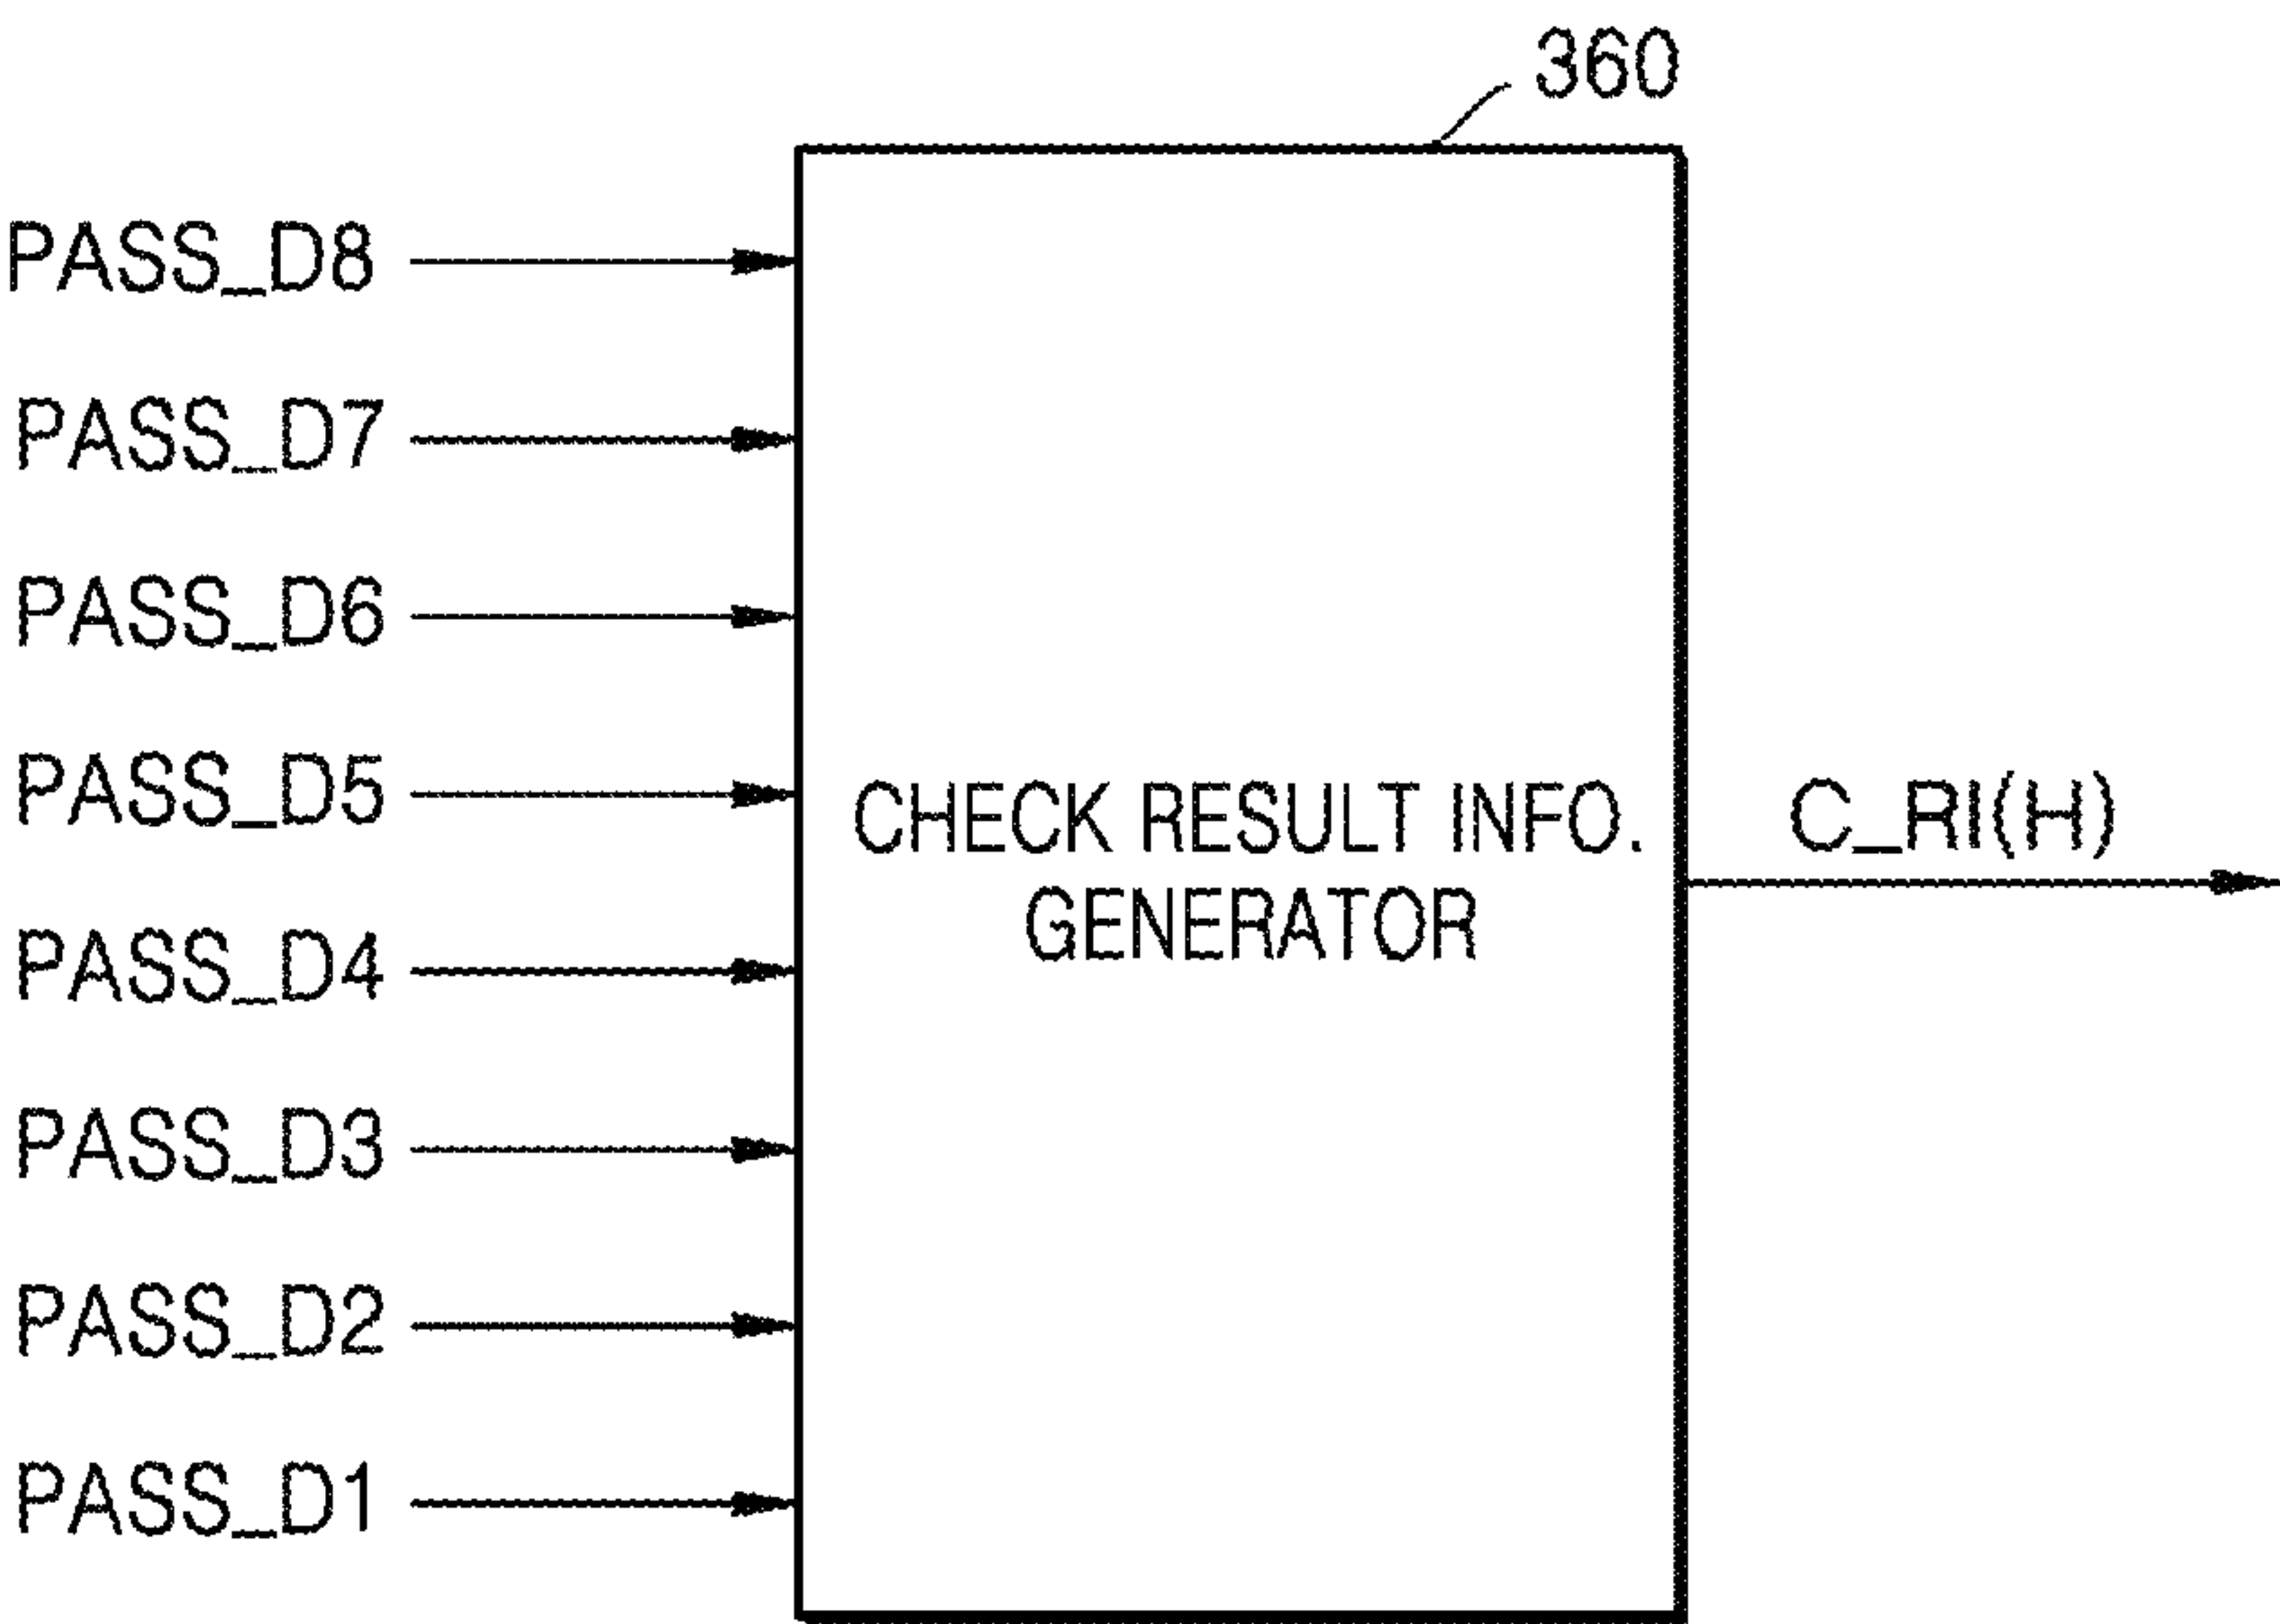 360
PASS_D8
PASS_D7
PASS_D6
PASS_D5
PASS_D4
PASS_D3
PASS_D2
PASS_D1
CHECK RESULT INFO.
GENERATOR
C_RI(H)